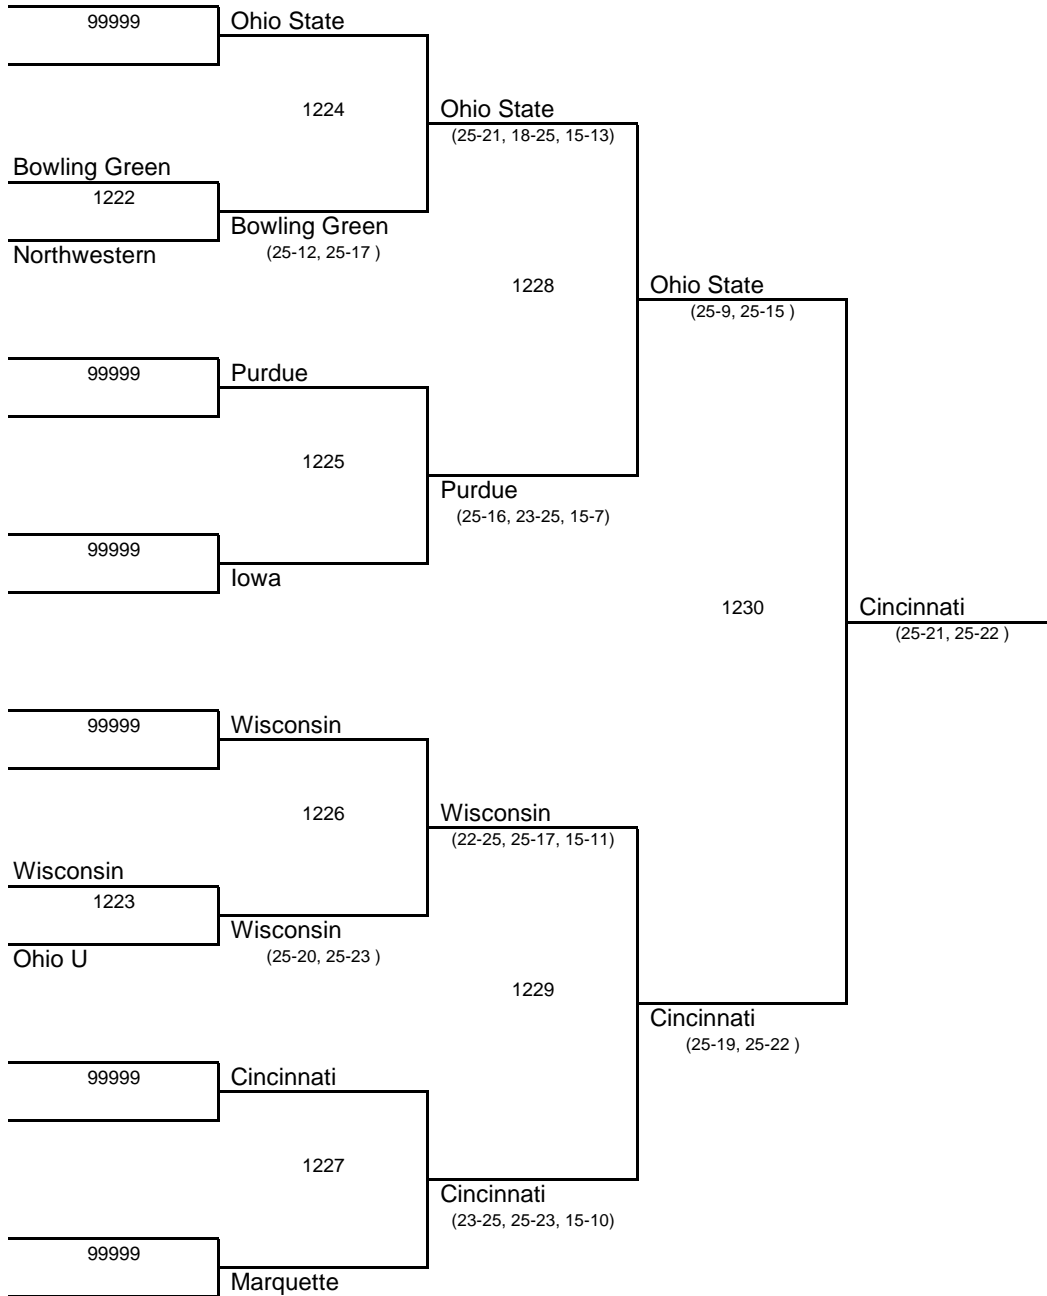 99999
Ohio State
1224
Ohio State
(25-21, 18-25, 15-13)
Bowling Green
1222
Bowling Green
(25-12, 25-17 )
Northwestern
1228
Ohio State
(25-9, 25-15 )
99999
Purdue
1225
Purdue
(25-16, 23-25, 15-7)
99999
Iowa
1230
Cincinnati
(25-21, 25-22 )
99999
Wisconsin
1226
Wisconsin
(22-25, 25-17, 15-11)
Wisconsin
1223
Wisconsin
(25-20, 25-23 )
Ohio U
1229
Cincinnati
(25-19, 25-22 )
99999
Cincinnati
1227
Cincinnati
(23-25, 25-23, 15-10)
99999
Marquette